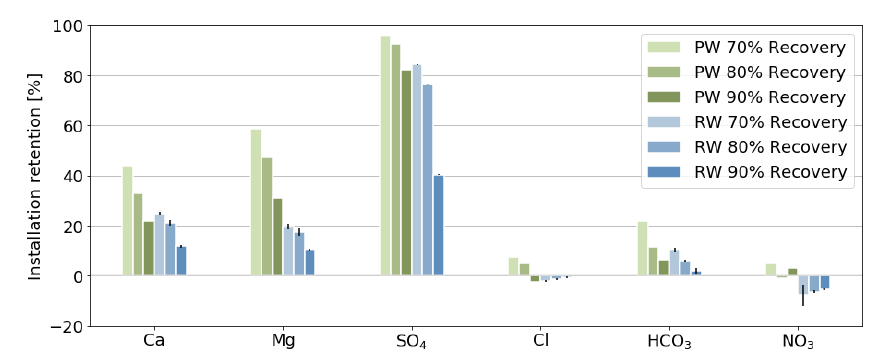 100
80
60
40
20
0
−20
Installation retention [%]
PW 70% Recovery
PW 80% Recovery
PW 90% Recovery
RW 70% Recovery
RW 80% Recovery
RW 90% Recovery
Ca Mg SO₄ Cl HCO₃ NO₃